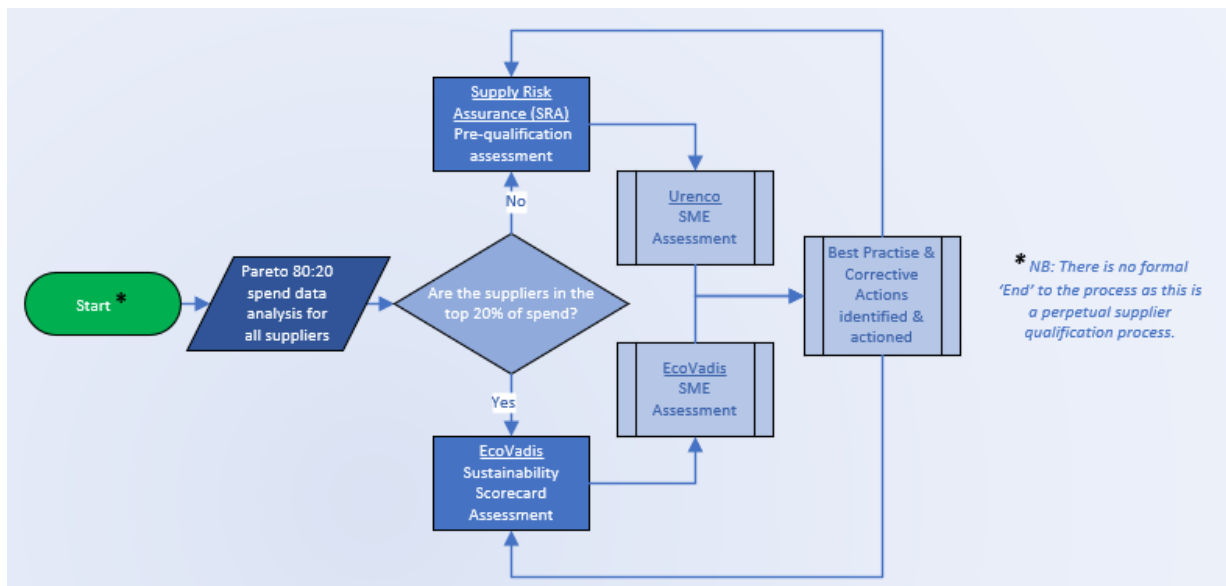 Supply Risk
Assurance (SRA)
Pre-qualification
assessment
No
Urenco
SME
Assessment
Start *
Pareto 80:20
spend data
analysis for
all suppliers
Are the suppliers in the
top 20% of spend?
Best Practise &
Corrective
Actions
identified &
actioned
* NB: There is no formal
‘End’ to the process as this is
a perpetual supplier
qualification process.
Yes
EcoVadis
SME
Assessment
EcoVadis
Sustainability
Scorecard
Assessment